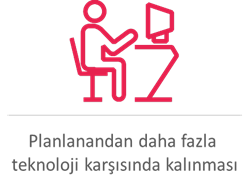 Planlanandan daha fazla
teknoloji karşısında kalınması